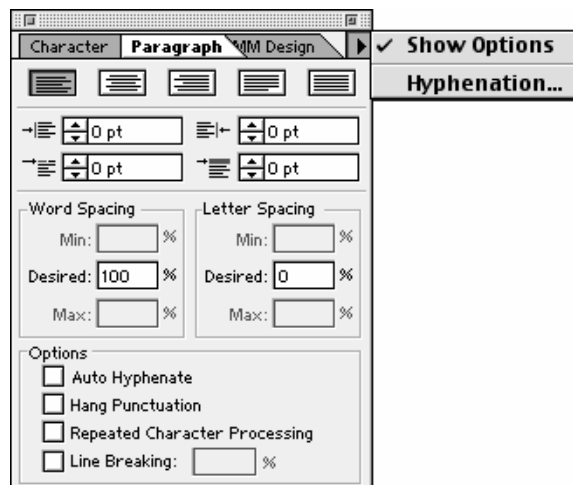 Character Paragraph MM Design ✓ Show Options
Hyphenation...
0 pt 0 pt
0 pt 0 pt
Word Spacing Letter Spacing
Min: % Min: %
Desired: 100 % Desired: 0 %
Max: % Max: %
Options
Auto Hyphenate
Hang Punctuation
Repeated Character Processing
Line Breaking: %